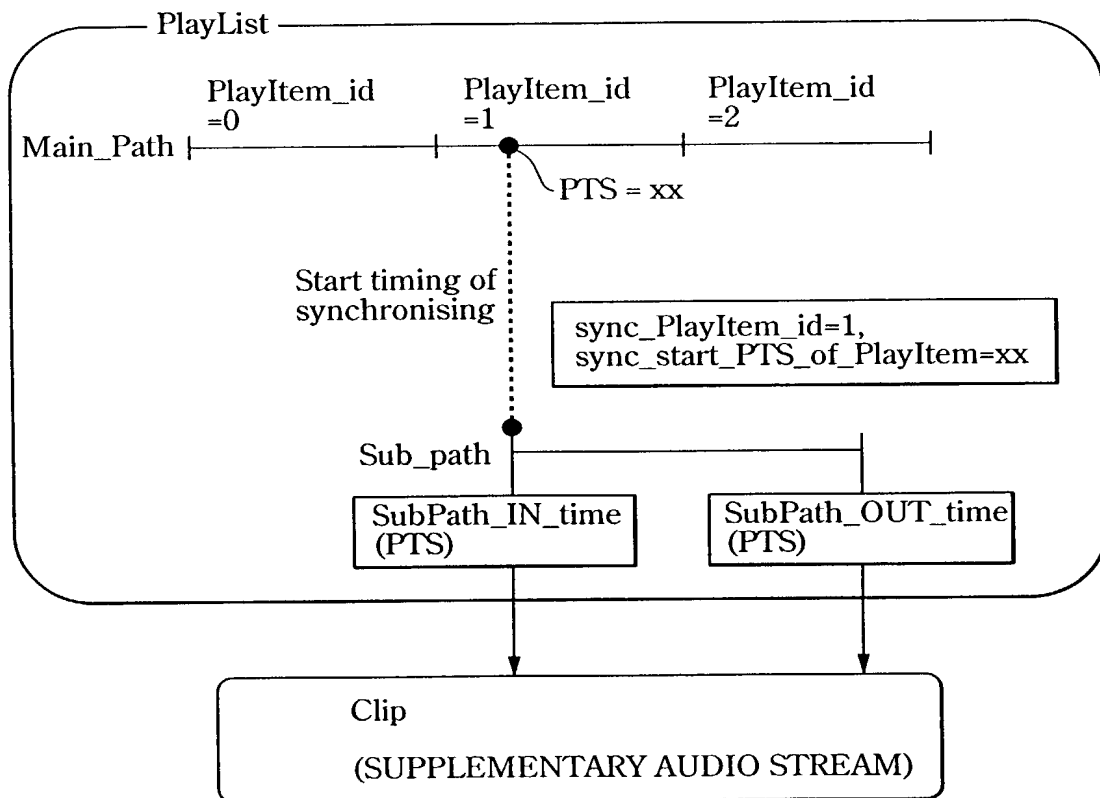 PlayList
PlayItem_id
=0
PlayItem_id
=1
PlayItem_id
=2
Main_Path
PTS = xx
Start timing of
synchronising
sync_PlayItem_id=1,
sync_start_PTS_of_PlayItem=xx
Sub_path
SubPath_IN_time
(PTS)
SubPath_OUT_time
(PTS)
Clip
(SUPPLEMENTARY AUDIO STREAM)